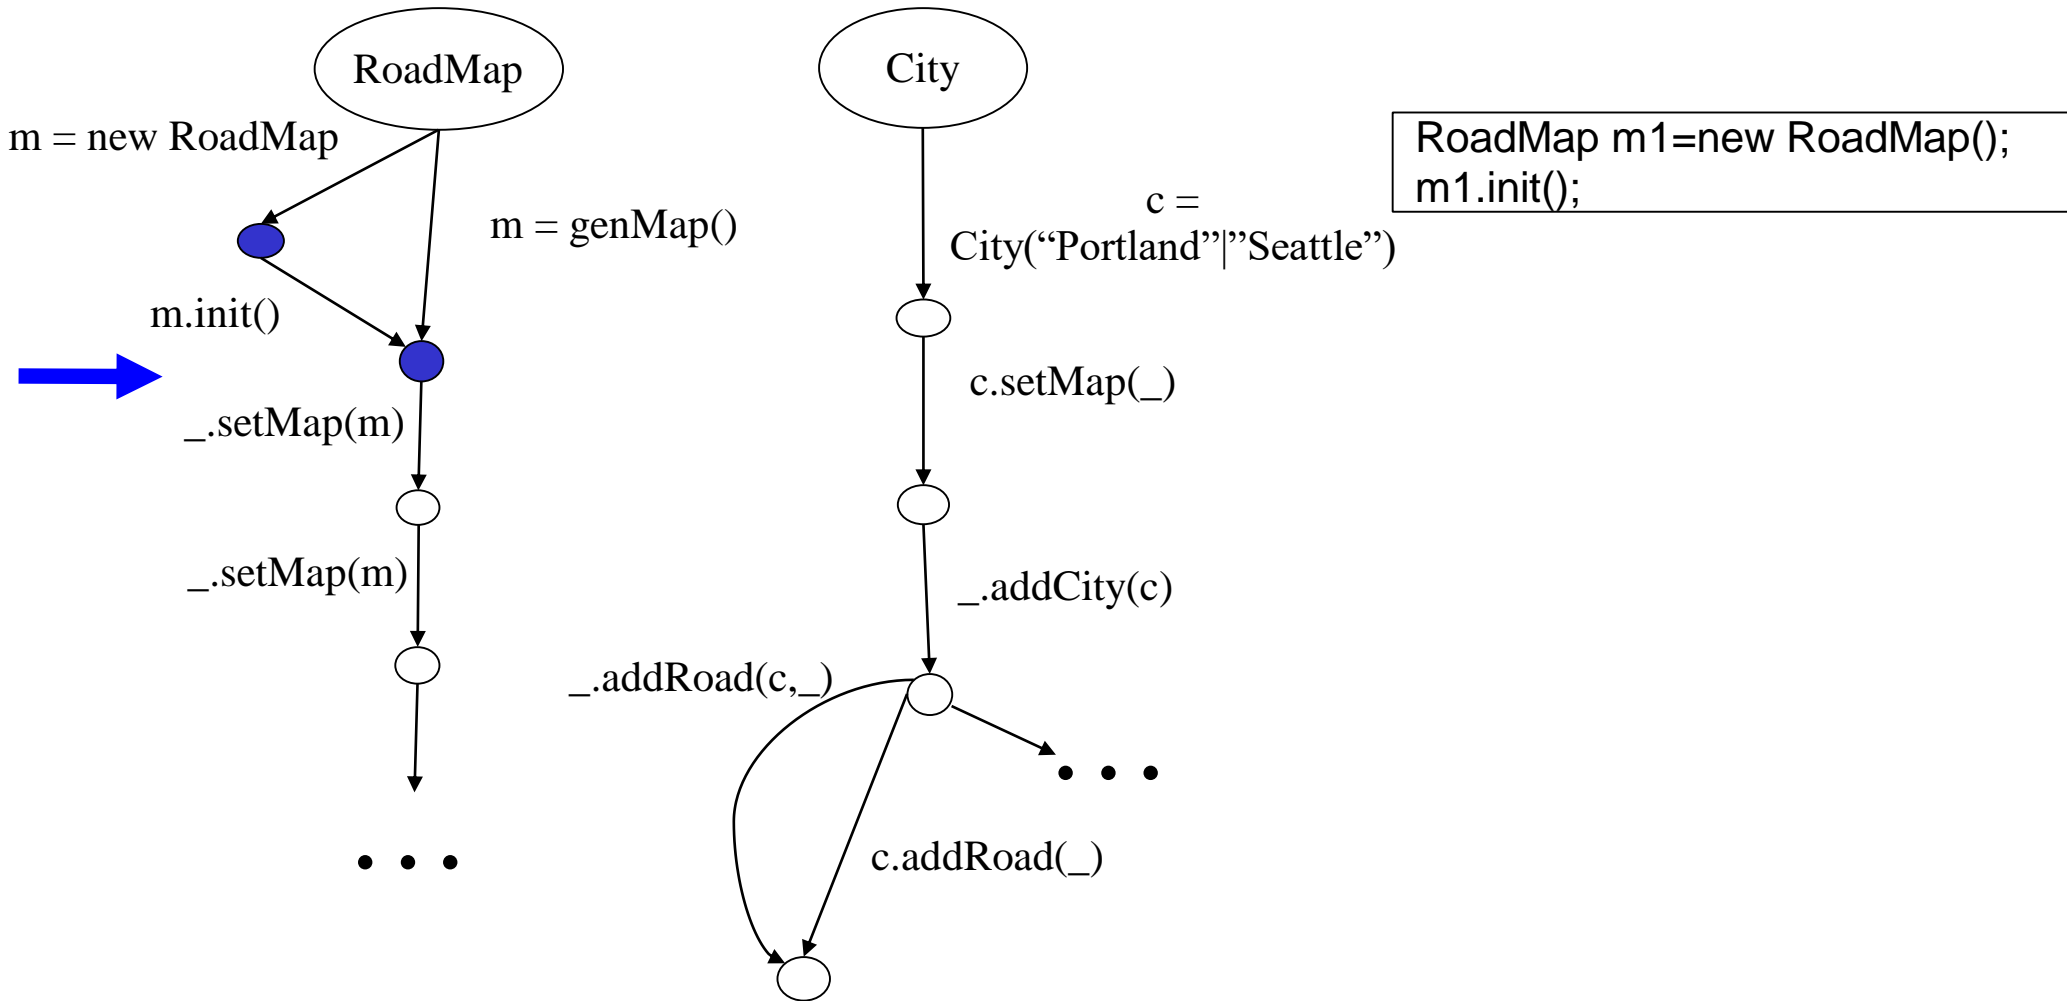 RoadMap
City
m = new RoadMap
RoadMap m1=new RoadMap();
m1.init();
m = genMap()
c =
City(“Portland”|”Seattle”)
m.init()
c.setMap(_)
_.setMap(m)
_.setMap(m)
_.addCity(c)
_.addRoad(c,_)
• • •
c.addRoad(_)
• • •